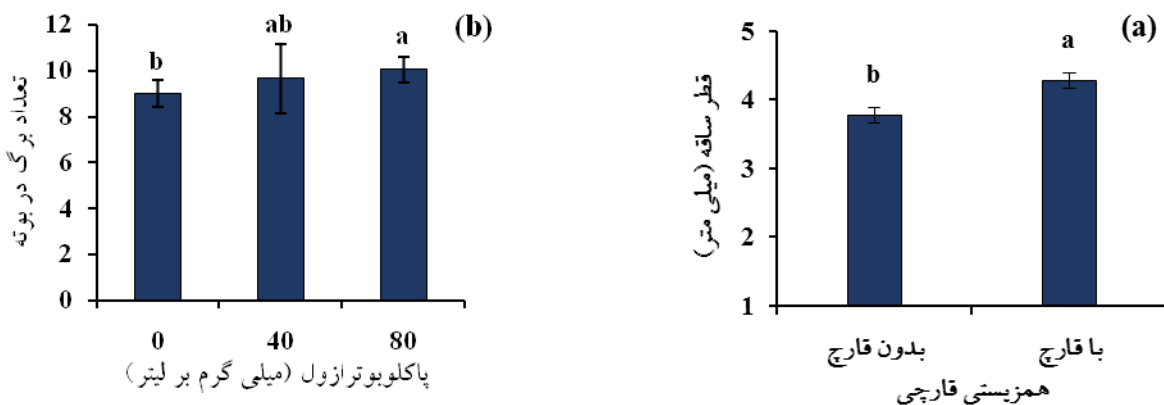 (a)
5
4
3
2
1
قطر ساقه (میلی متر)
b
a
بدون قارچ
با قارچ
همزیستی قارچی
(b)
12
10
8
6
4
2
0
تعداد برگ در بوته
b
ab
a
0
40
80
پاکلوبوترازول (میلی گرم بر لیتر)